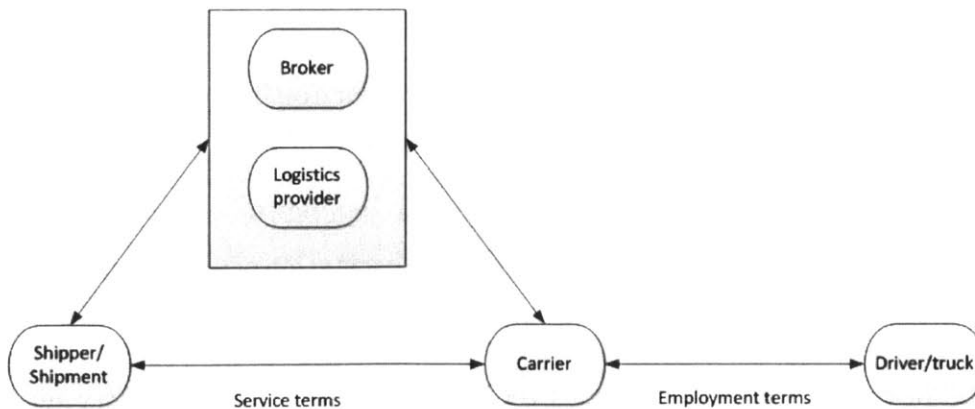 Broker
Logistics
provider
Shipper/
Shipment
Carrier
Driver/truck
Service terms
Employment terms